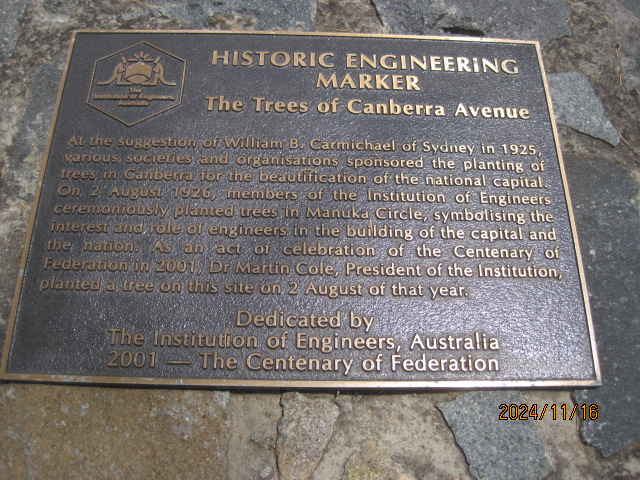 The
Institution of Engineers,
Australia
HISTORIC ENGINEERING
MARKER
The Trees of Canberra Avenue
At the suggestion of William B. Carmichael of Sydney in 1925,
various societies and organisations sponsored the planting of
trees in Canberra for the beautification of the national capital.
On 2 August 1926, members of the Institution of Engineers
ceremoniously planted trees in Manuka Circle, symbolising the
interest and role of engineers in the building of the capital and
the nation. As an act of celebration of the Centenary of
Federation in 2001, Dr Martin Cole, President of the Institution,
planted a tree on this site on 2 August of that year.
Dedicated by
The Institution of Engineers, Australia
2001 — The Centenary of Federation
2024/11/16